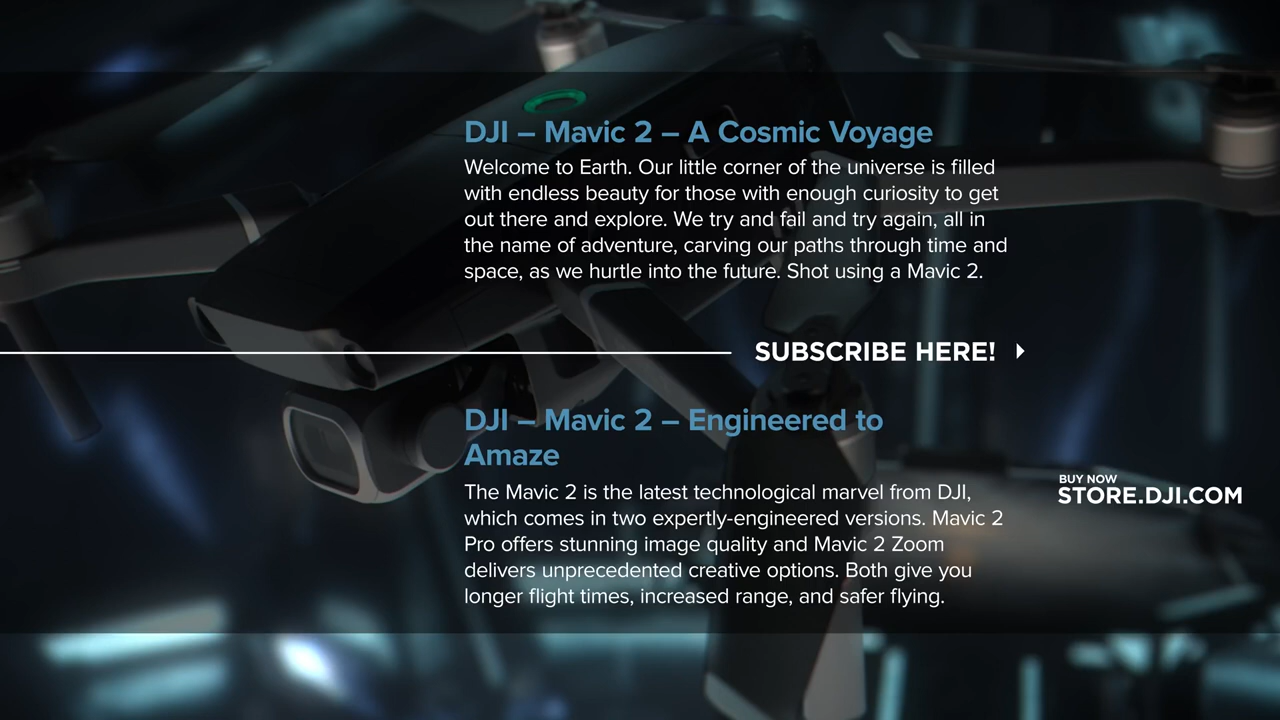 DJI – Mavic 2 – A Cosmic Voyage
Welcome to Earth. Our little corner of the universe is filled
with endless beauty for those with enough curiosity to get
out there and explore. We try and fail and try again, all in
the name of adventure, carving our paths through time and
space, as we hurtle into the future. Shot using a Mavic 2.
SUBSCRIBE HERE!
DJI – Mavic 2 – Engineered to
Amaze
The Mavic 2 is the latest technological marvel from DJI,
which comes in two expertly-engineered versions. Mavic 2
Pro offers stunning image quality and Mavic 2 Zoom
delivers unprecedented creative options. Both give you
longer flight times, increased range, and safer flying.
BUY NOW
STORE.DJI.COM